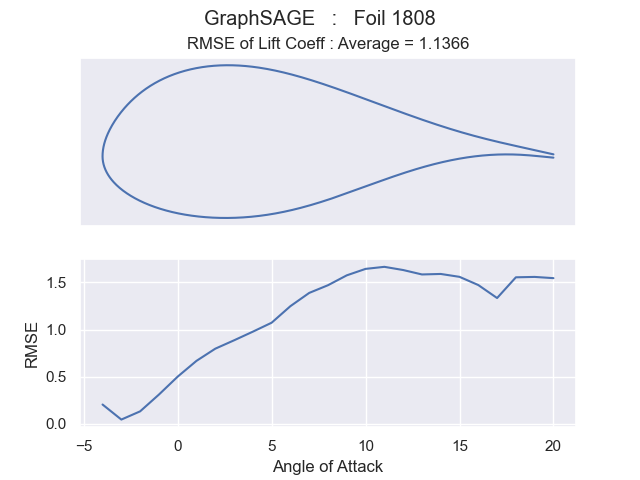 GraphSAGE   :   Foil 1808
RMSE of Lift Coeff : Average = 1.1366
1.5
1.0
0.5
0.0
RMSE
−5 0 5 10 15 20
Angle of Attack